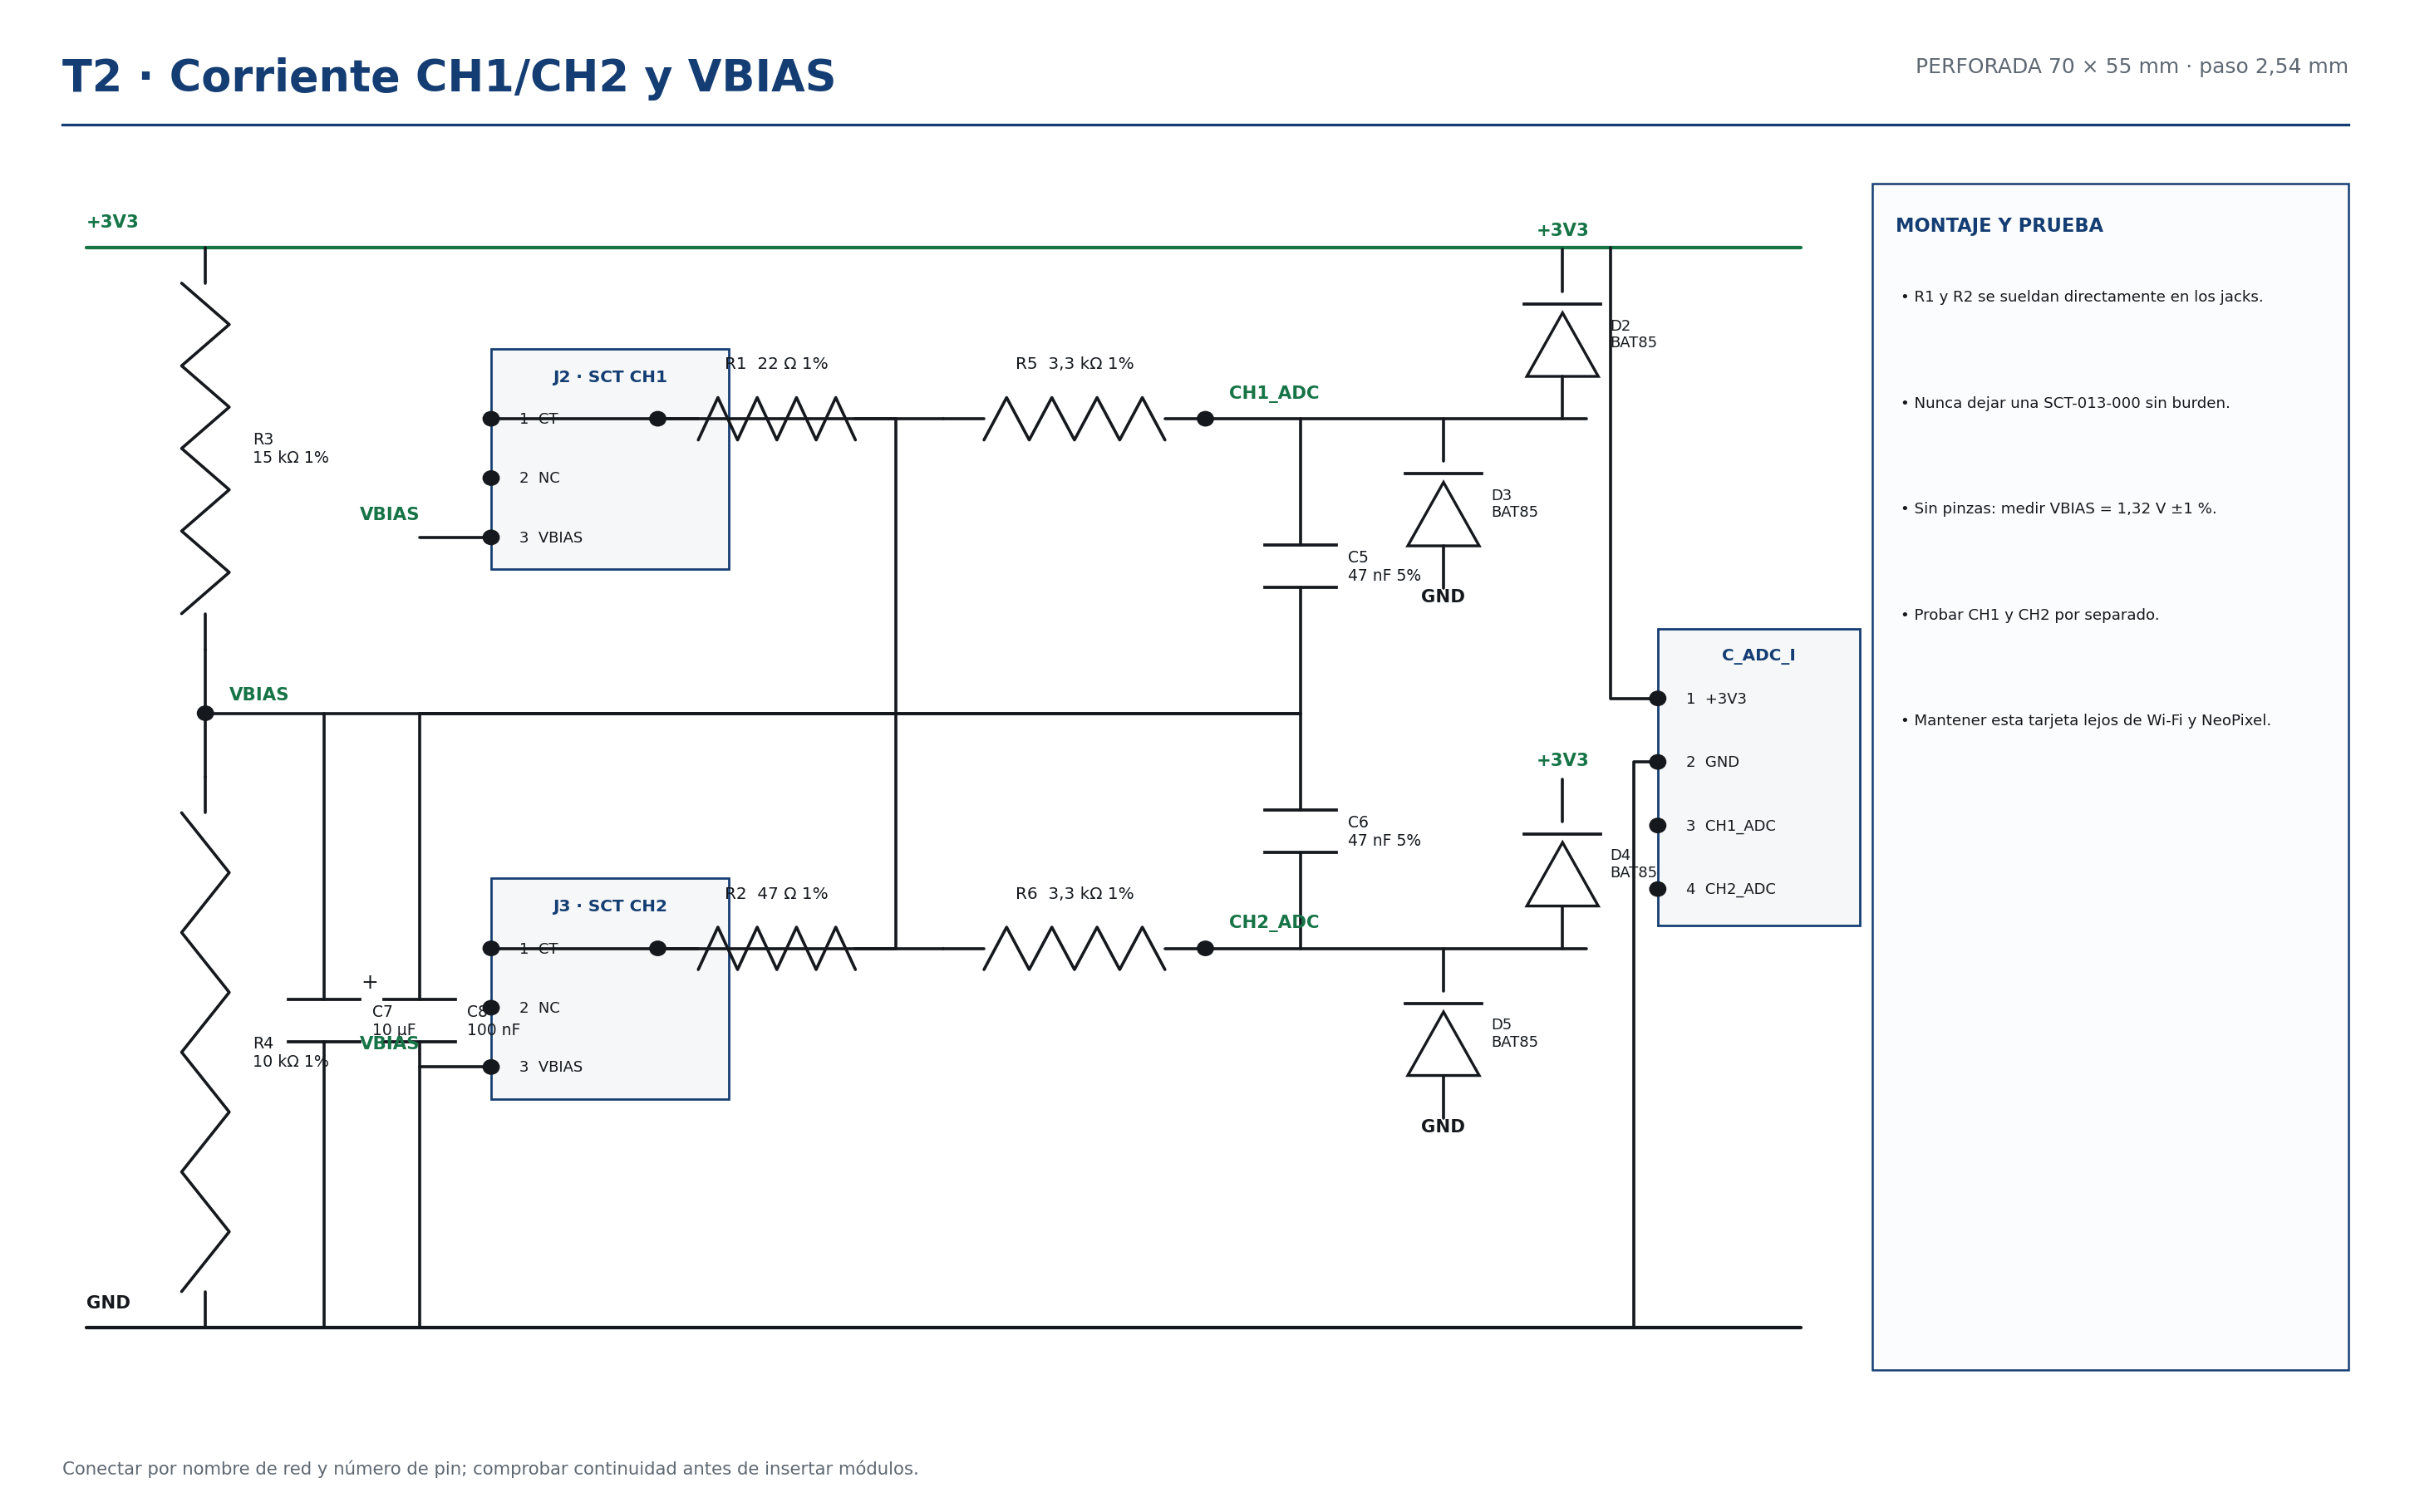 T2 · Corriente CH1/CH2 y VBIAS
PERFORADA 70 × 55 mm · paso 2,54 mm
+3V3
+3V3
MONTAJE Y PRUEBA
• R1 y R2 se sueldan directamente en los jacks.
• Nunca dejar una SCT-013-000 sin burden.
• Sin pinzas: medir VBIAS = 1,32 V ±1 %.
• Probar CH1 y CH2 por separado.
• Mantener esta tarjeta lejos de Wi-Fi y NeoPixel.
D2
BAT85
J2 · SCT CH1
R1  22 Ω 1%
R5  3,3 kΩ 1%
CH1_ADC
1  CT
2  NC
3  VBIAS
R3
15 kΩ 1%
VBIAS
D3
BAT85
C5
47 nF 5%
GND
VBIAS
C_ADC_I
1  +3V3
2  GND
3  CH1_ADC
4  CH2_ADC
+3V3
C6
47 nF 5%
D4
BAT85
J3 · SCT CH2
R2  47 Ω 1%
R6  3,3 kΩ 1%
CH2_ADC
1  CT
2  NC
3  VBIAS
+
C7
10 µF
C8
100 nF
VBIAS
R4
10 kΩ 1%
D5
BAT85
GND
GND
Conectar por nombre de red y número de pin; comprobar continuidad antes de insertar módulos.